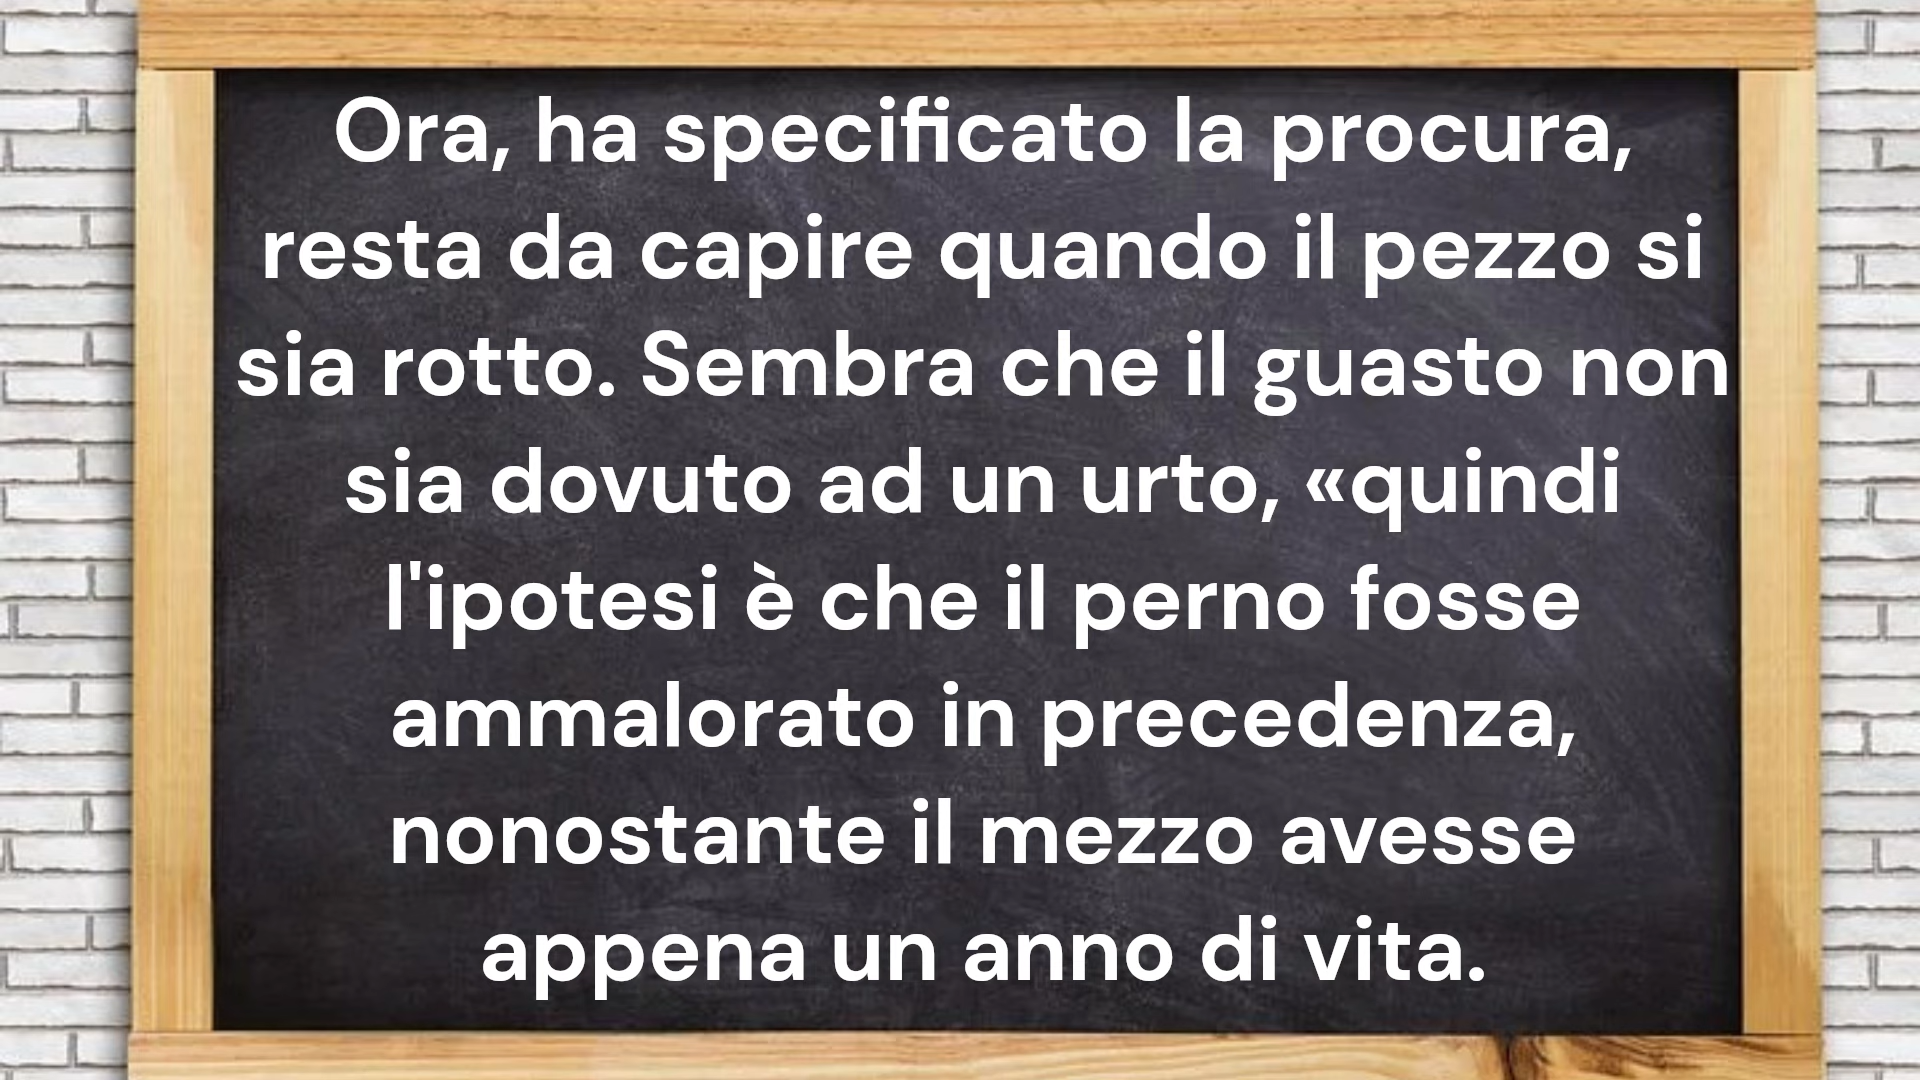 Ora, ha specificato la procura,
resta da capire quando il pezzo si
sia rotto. Sembra che il guasto non
sia dovuto ad un urto, «quindi
l'ipotesi è che il perno fosse
ammalorato in precedenza,
nonostante il mezzo avesse
appena un anno di vita.